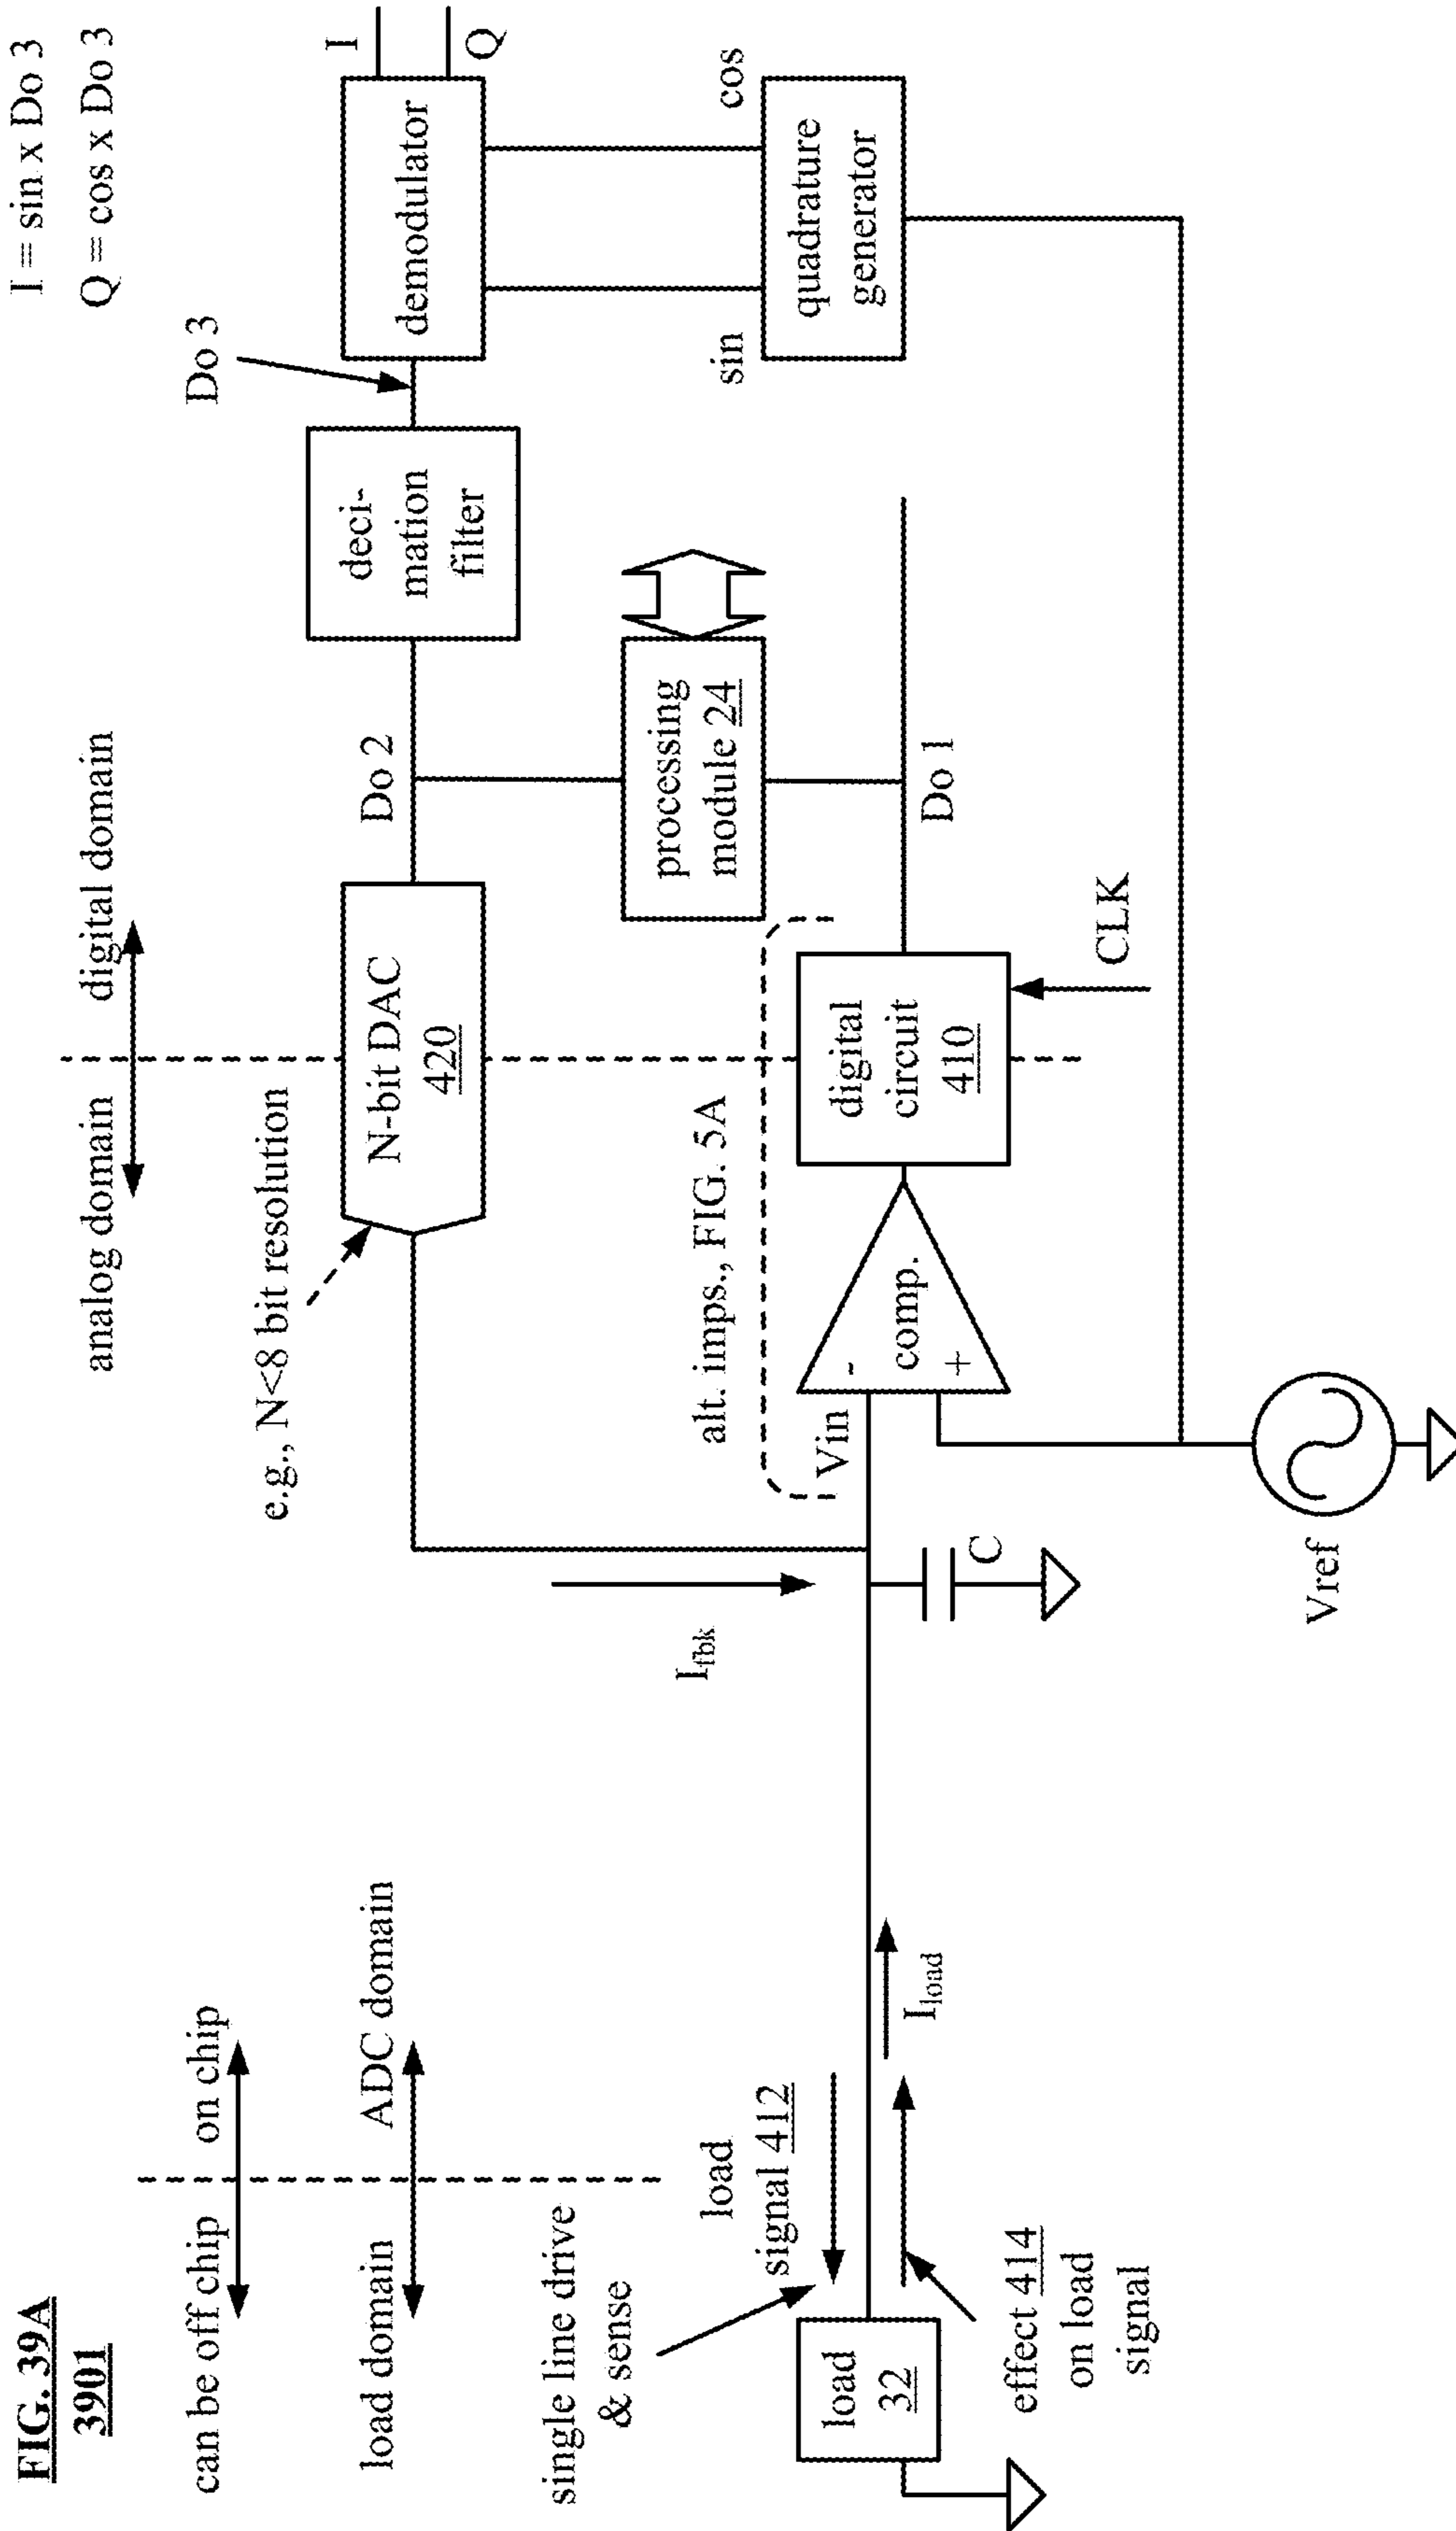 FIG. 39A
3901
can be off chip
on chip
load domain
ADC domain
single line drive
& sense
load
signal 412
load
32
effect 414
on load
signal
I_load
I_fbk
C
analog domain
digital domain
e.g., N<8 bit resolution
N-bit DAC
420
alt. imps., FIG. 5A
Vin
-
comp.
+
Vref
digital
circuit
410
CLK
Do 2
processing
module 24
Do 1
deci-
mation
filter
Do 3
demodulator
I
Q
sin
cos
quadrature
generator
I = sin x Do 3
Q = cos x Do 3